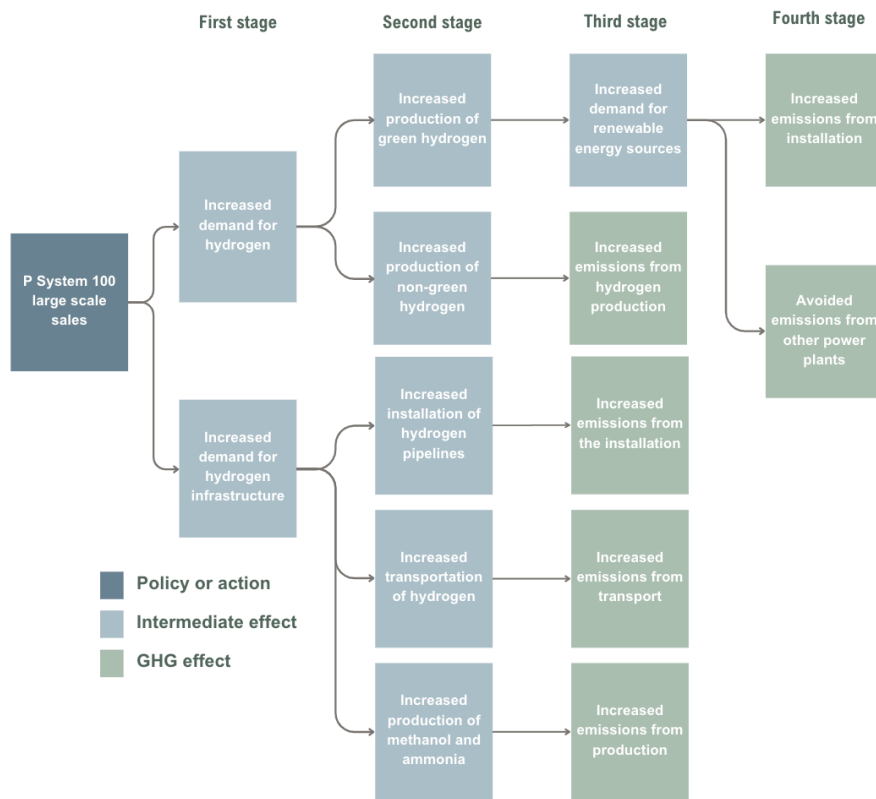 First stage
Second stage
Third stage
Fourth stage
P System 100
large scale
sales
Increased
demand for
hydrogen
Increased
demand for
hydrogen
infrastructure
Increased
production of
green hydrogen
Increased
production of
non-green
hydrogen
Increased
installation of
hydrogen
pipelines
Increased
transportation
of hydrogen
Increased
production of
methanol and
ammonia
Increased
demand for
renewable
energy sources
Increased
emissions from
hydrogen
production
Increased
emissions from
the installation
Increased
emissions from
transport
Increased
emissions from
production
Increased
emissions from
installation
Avoided
emissions from
other power
plants
Policy or action
Intermediate effect
GHG effect